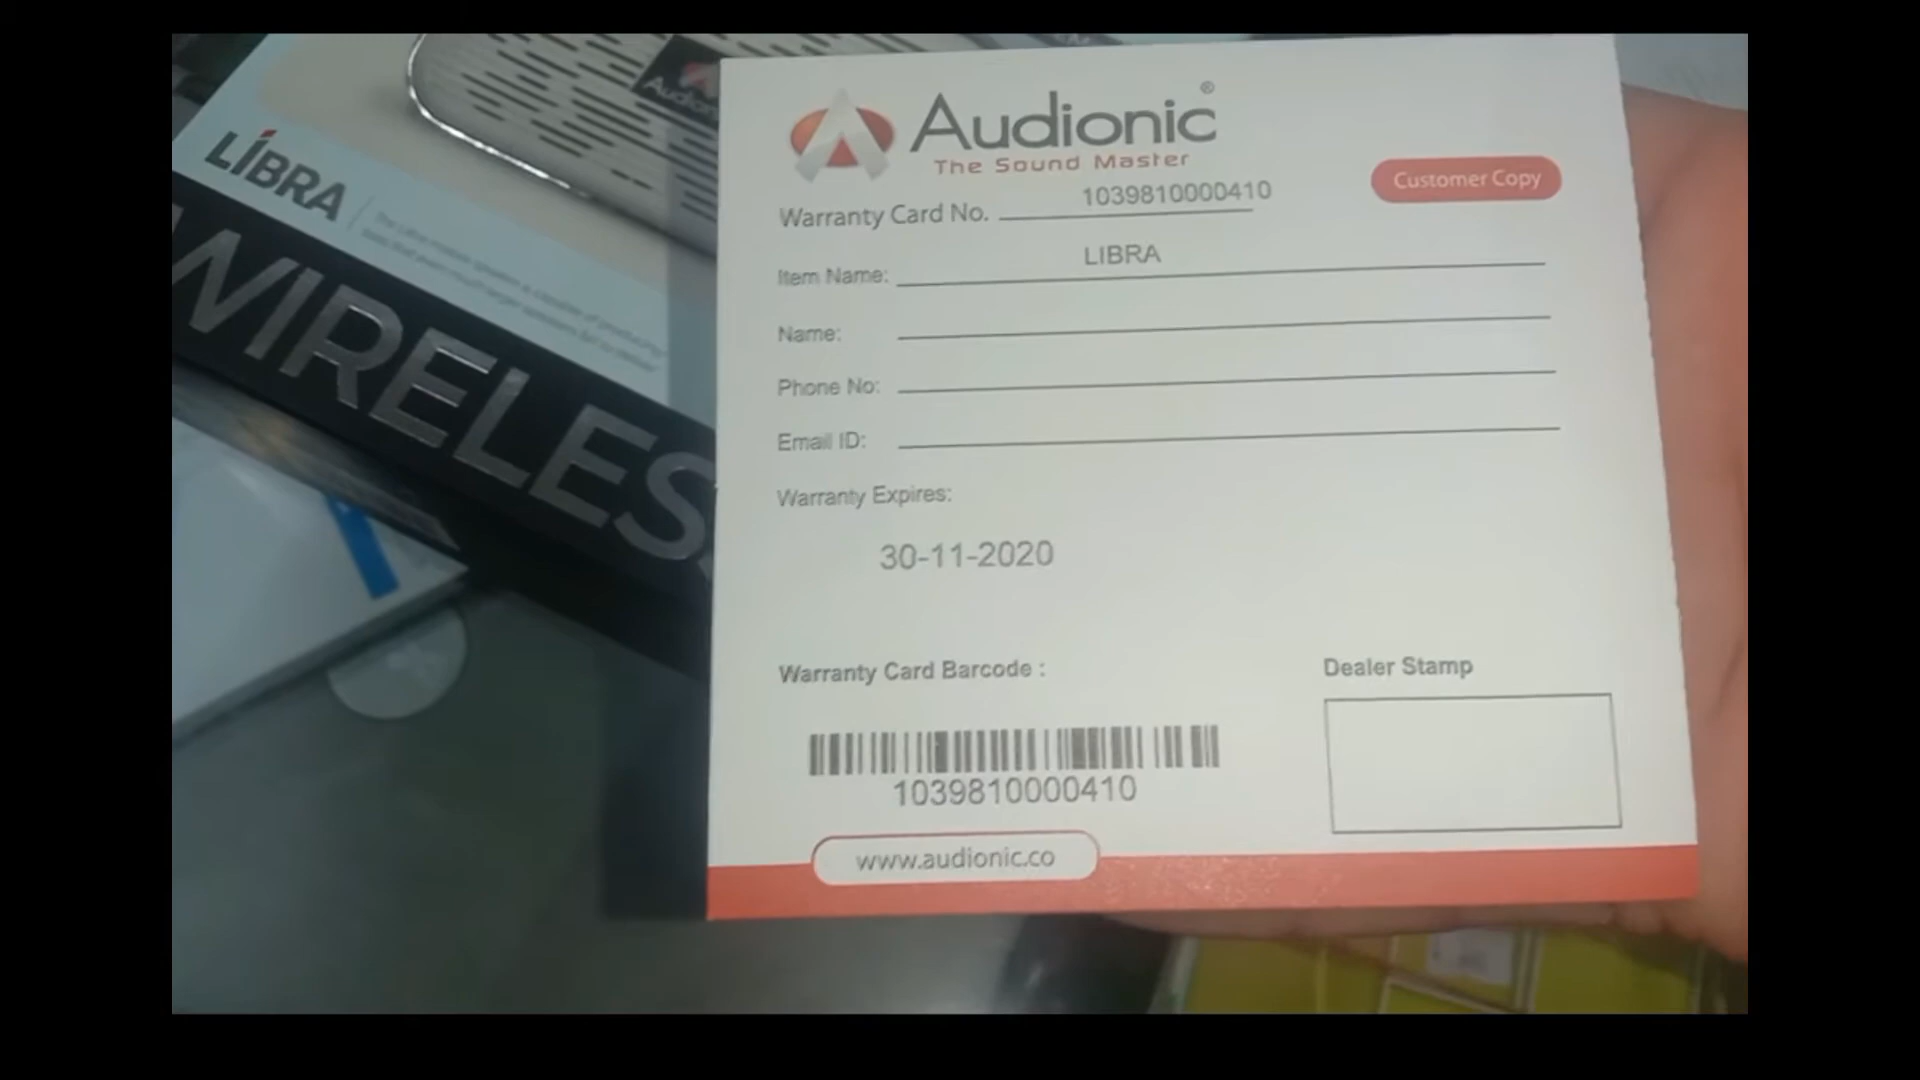 Audionic®
The Sound Master
Customer Copy
Warranty Card No. 1039810000410
Item Name: LIBRA
Name:
Phone No:
Email ID:
Warranty Expires:
30-11-2020
Warranty Card Barcode :
Dealer Stamp
1039810000410
www.audionic.co
LIBRA
WIRELES